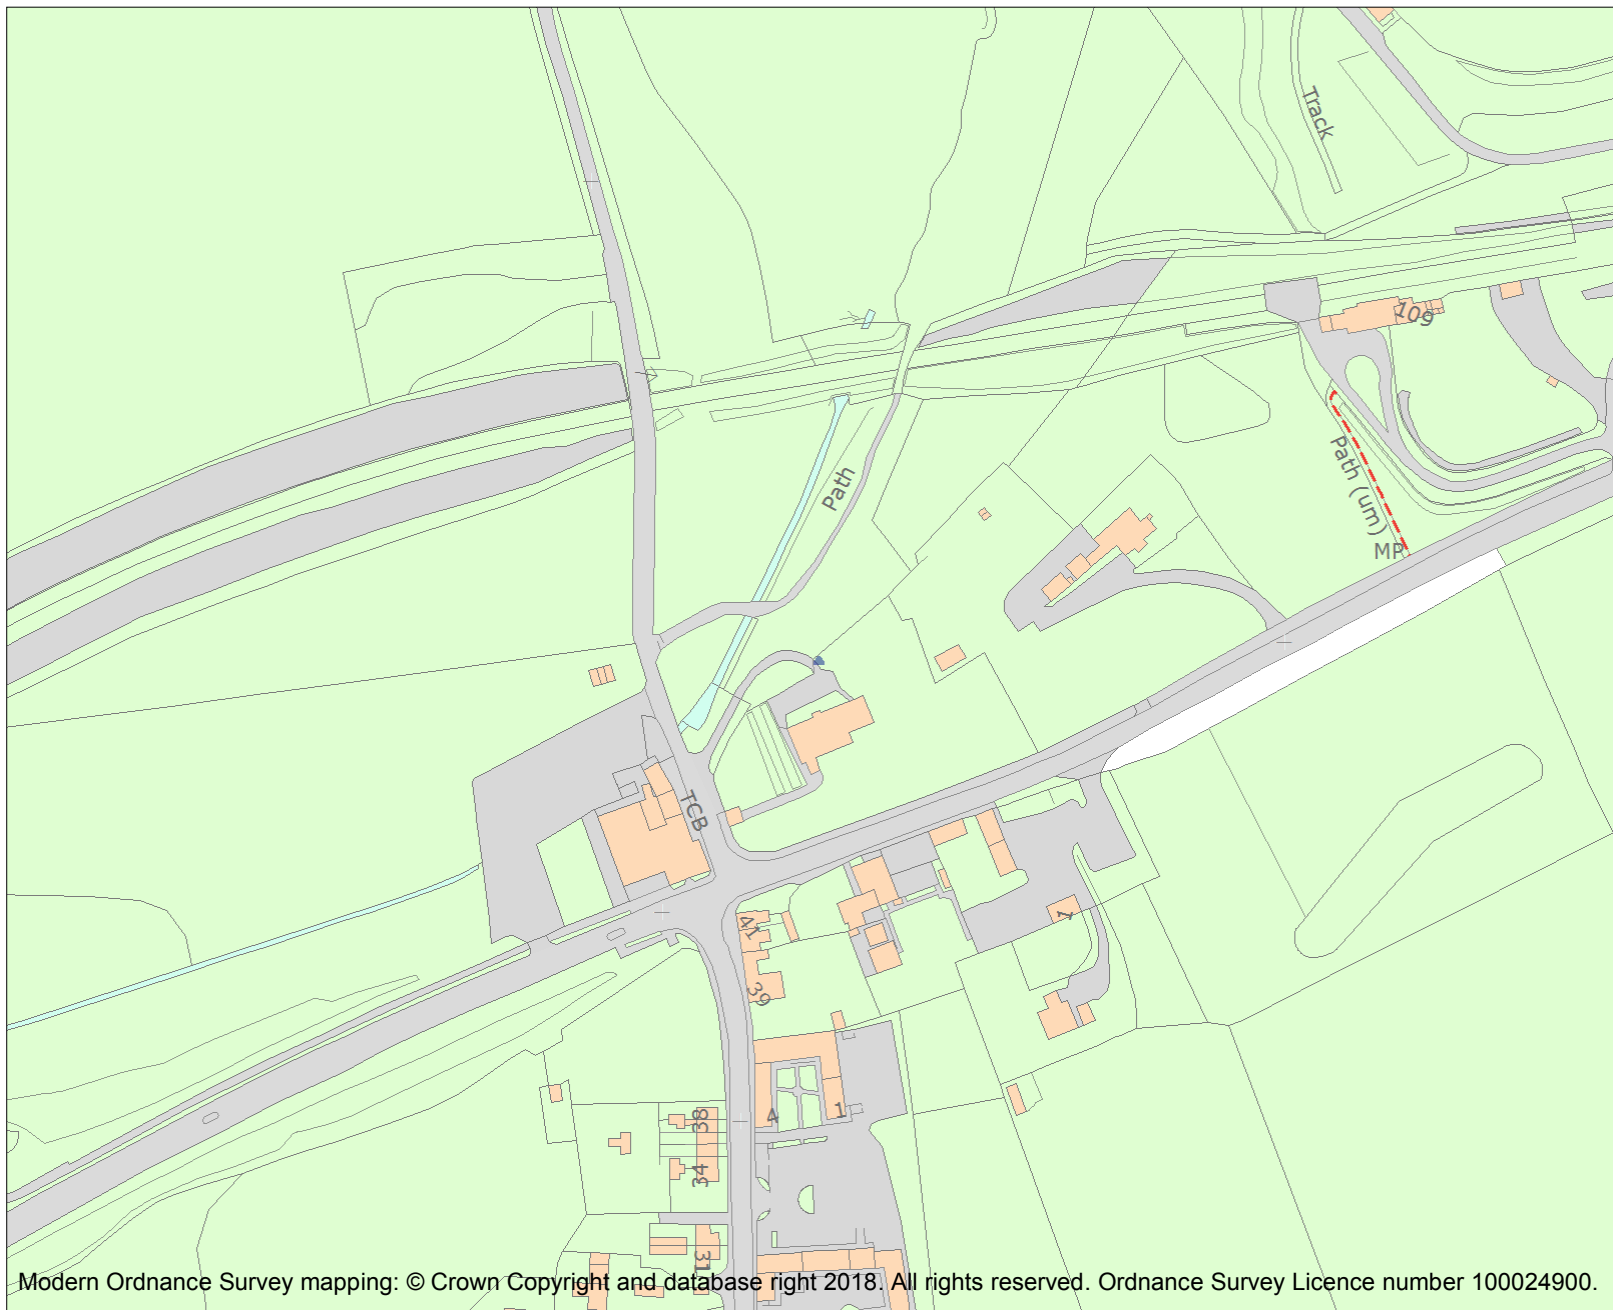 Track
109
Path
Path (um)
MP
TCB
41
1
39
4
1
38
34
31
Modern Ordnance Survey mapping: © Crown Copyright and database right 2018. All rights reserved. Ordnance Survey Licence number 100024900.